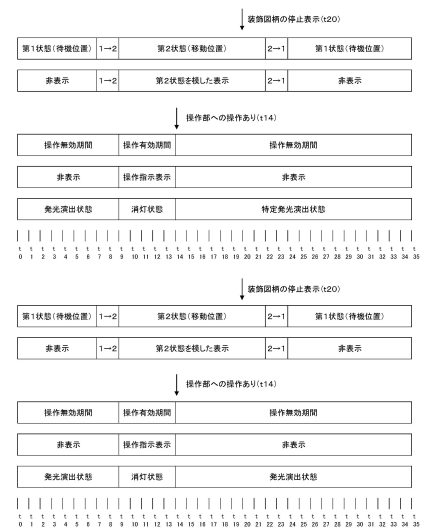 装飾図柄の停止表示(t20)
第1状態(待機位置) 1→2 第2状態(移動位置) 2→1 第1状態(待機位置)
非表示 1→2 第2状態を模した表示 2→1 非表示
操作部への操作あり(t14)
操作無効期間 操作有効期間 操作無効期間
非表示 操作指示表示 非表示
発光演出状態 消灯状態 特定発光演出状態
t t t t t t t t t t t t t t t t t t t t t t t t t t t t t t t t t t t t
0 1 2 3 4 5 6 7 8 9 10 11 12 13 14 15 16 17 18 19 20 21 22 23 24 25 26 27 28 29 30 31 32 33 34 35
装飾図柄の停止表示(t20)
第1状態(待機位置) 1→2 第2状態(移動位置) 2→1 第1状態(待機位置)
非表示 1→2 第2状態を模した表示 2→1 非表示
操作部への操作あり(t14)
操作無効期間 操作有効期間 操作無効期間
非表示 操作指示表示 非表示
発光演出状態 消灯状態 発光演出状態
t t t t t t t t t t t t t t t t t t t t t t t t t t t t t t t t t t t t
0 1 2 3 4 5 6 7 8 9 10 11 12 13 14 15 16 17 18 19 20 21 22 23 24 25 26 27 28 29 30 31 32 33 34 35